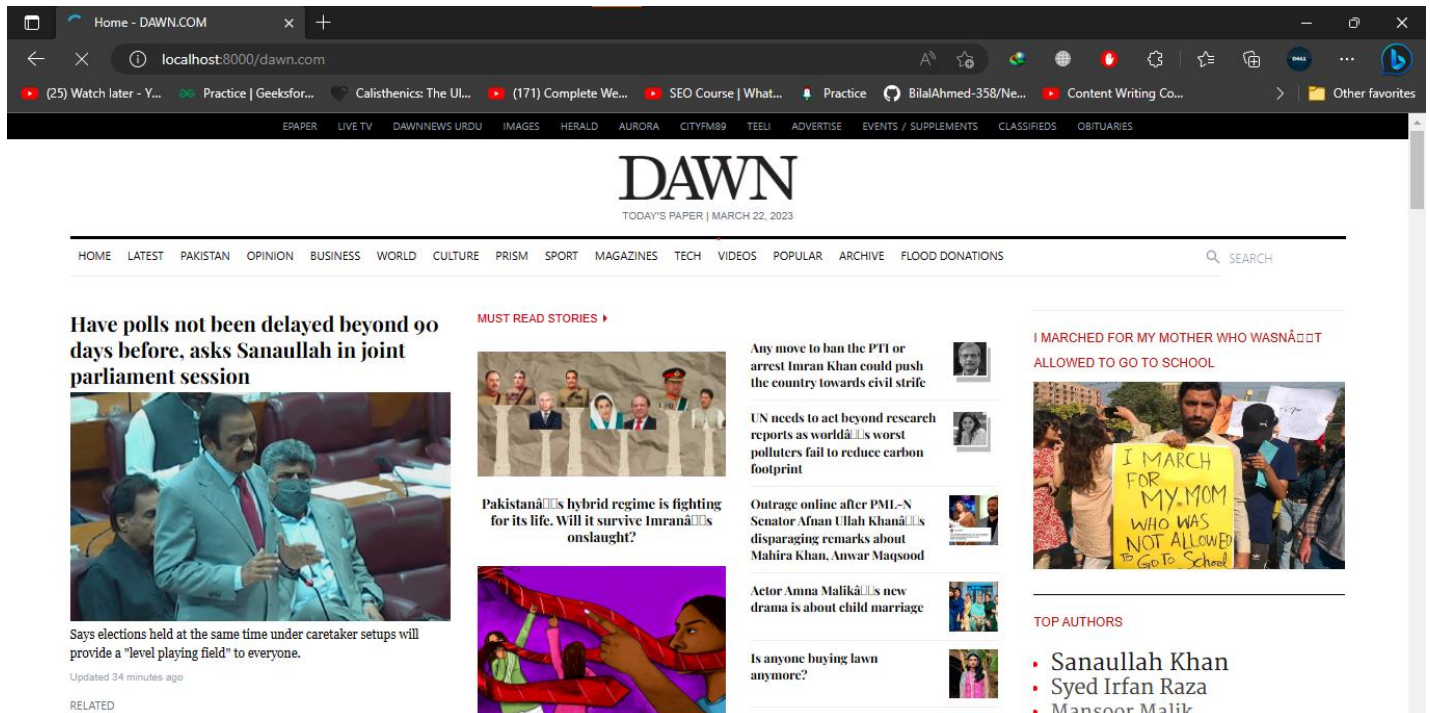 Home - DAWN.COM
localhost:8000/dawn.com
(25) Watch later - Y... Practice | Geeksfor... Calisthenics: The Ul... (171) Complete We... SEO Course | What... Practice BilalAhmed-358/Ne... Content Writing Co... Other favorites
EPAPER LIVE TV DAWNNEWS URDU IMAGES HERALD AURORA CITYFM89 TEELI ADVERTISE EVENTS / SUPPLEMENTS CLASSIFIEDS OBITUARIES
DAWN
TODAY'S PAPER | MARCH 22, 2023
HOME LATEST PAKISTAN OPINION BUSINESS WORLD CULTURE PRISM SPORT MAGAZINES TECH VIDEOS POPULAR ARCHIVE FLOOD DONATIONS SEARCH
Have polls not been delayed beyond 90
days before, asks Sanaullah in joint
parliament session
Says elections held at the same time under caretaker setups will
provide a "level playing field" to everyone.
Updated 34 minutes ago
RELATED
MUST READ STORIES
Pakistanâ□□s hybrid regime is fighting
for its life. Will it survive Imranâ□□s
onslaught?
Any move to ban the PTI or
arrest Imran Khan could push
the country towards civil strife
UN needs to act beyond research
reports as worldâ□□s worst
polluters fail to reduce carbon
footprint
Outrage online after PML-N
Senator Afnan Ullah Khanâ□□s
disparaging remarks about
Mahira Khan, Anwar Maqsood
Actor Amna Malikâ□□s new
drama is about child marriage
Is anyone buying lawn
anymore?
I MARCHED FOR MY MOTHER WHO WASNÂ□□T
ALLOWED TO GO TO SCHOOL
I MARCH
FOR
MY MOM
WHO WAS
NOT ALLOWED
TO GO TO School
TOP AUTHORS
Sanaullah Khan
Syed Irfan Raza
Mansoor Malik